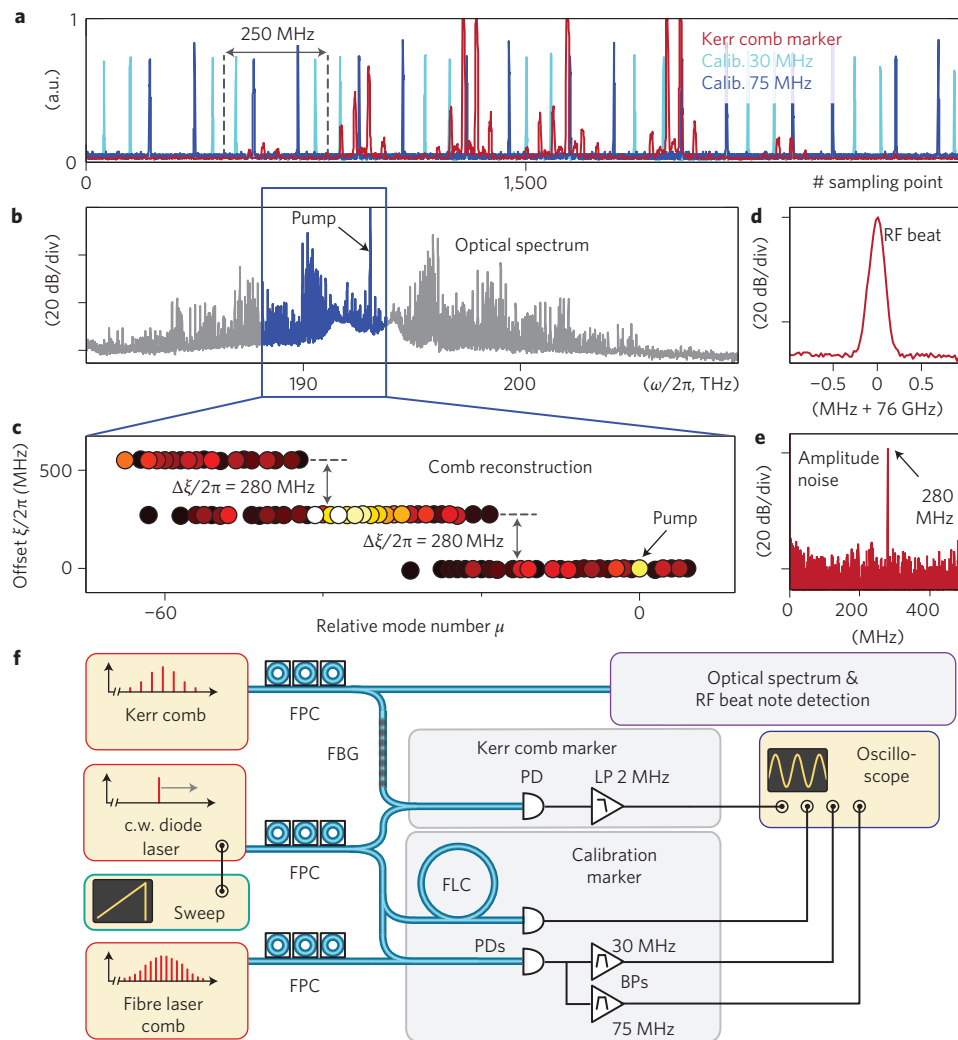 a
1
(a.u.)
0
250 MHz
Kerr comb marker
Calib. 30 MHz
Calib. 75 MHz
0
1,500
# sampling point
b
(20 dB/div)
Pump
Optical spectrum
190
200
(ω/2π, THz)
d
(20 dB/div)
RF beat
−0.5
0
0.5
(MHz + 76 GHz)
c
Offset ξ/2π (MHz)
500
0
Comb reconstruction
Δξ/2π = 280 MHz
Δξ/2π = 280 MHz
Pump
−60
0
Relative mode number μ
e
(20 dB/div)
Amplitude
noise
280
MHz
0
200
400
(MHz)
f
Kerr comb
FPC
Optical spectrum &
RF beat note detection
FBG
Kerr comb marker
PD
LP 2 MHz
Oscillo-
scope
c.w. diode
laser
FPC
Calibration
marker
FLC
Sweep
PDs
30 MHz
BPs
75 MHz
Fibre laser
comb
FPC